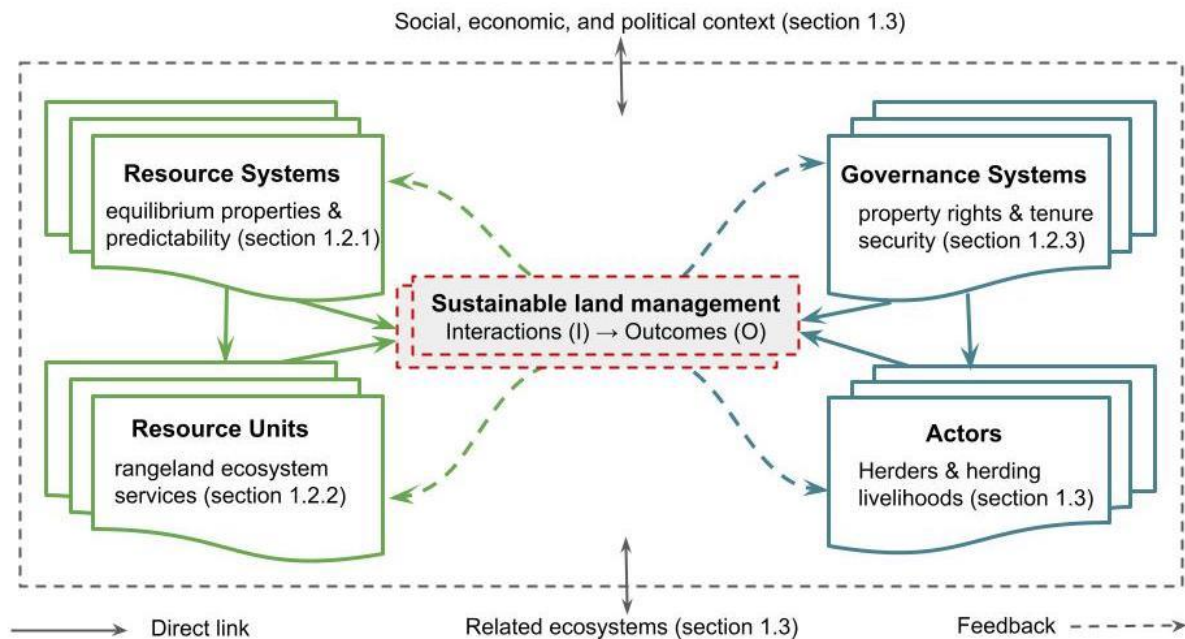 Social, economic, and political context (section 1.3)
Resource Systems
equilibrium properties &
predictability (section 1.2.1)
Governance Systems
property rights & tenure
security (section 1.2.3)
Sustainable land management
Interactions (I) → Outcomes (O)
Resource Units
rangeland ecosystem
services (section 1.2.2)
Actors
Herders & herding
livelihoods (section 1.3)
Direct link
Related ecosystems (section 1.3)
Feedback